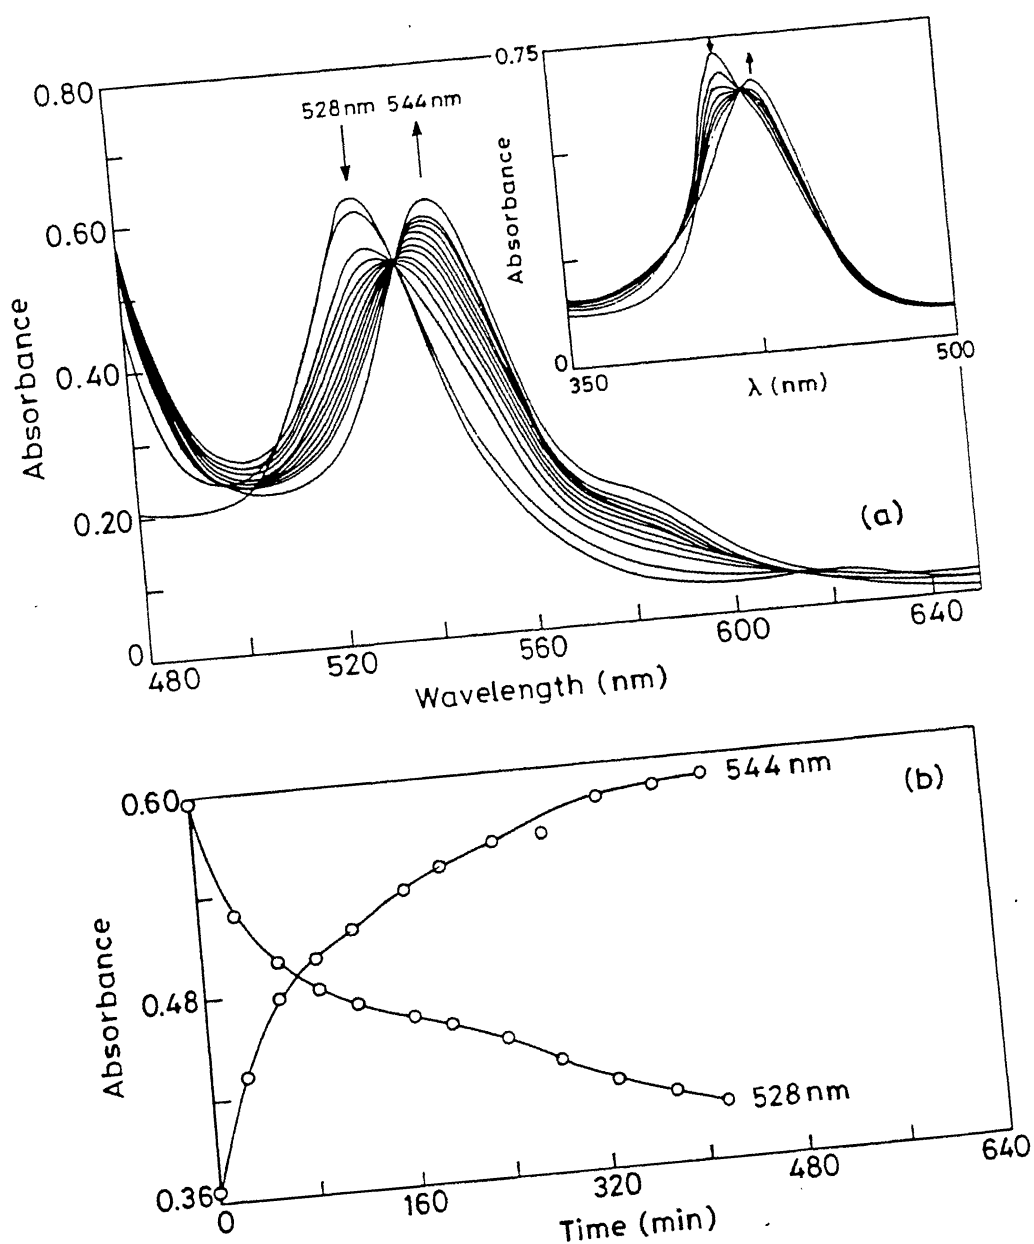 0.80
0.60
0.40
0.20
0
480
520
560
600
640
Absorbance
Wavelength (nm)
528nm 544nm
(a)
0.75
0
350
500
Absorbance
λ (nm)
0.60
0.48
0.36
0
160
320
480
640
Absorbance
Time (min)
544nm
528nm
(b)